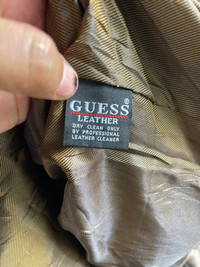 GUESS®
LEATHER
DRY CLEAN ONLY
BY PROFESSIONAL
LEATHER CLEANER